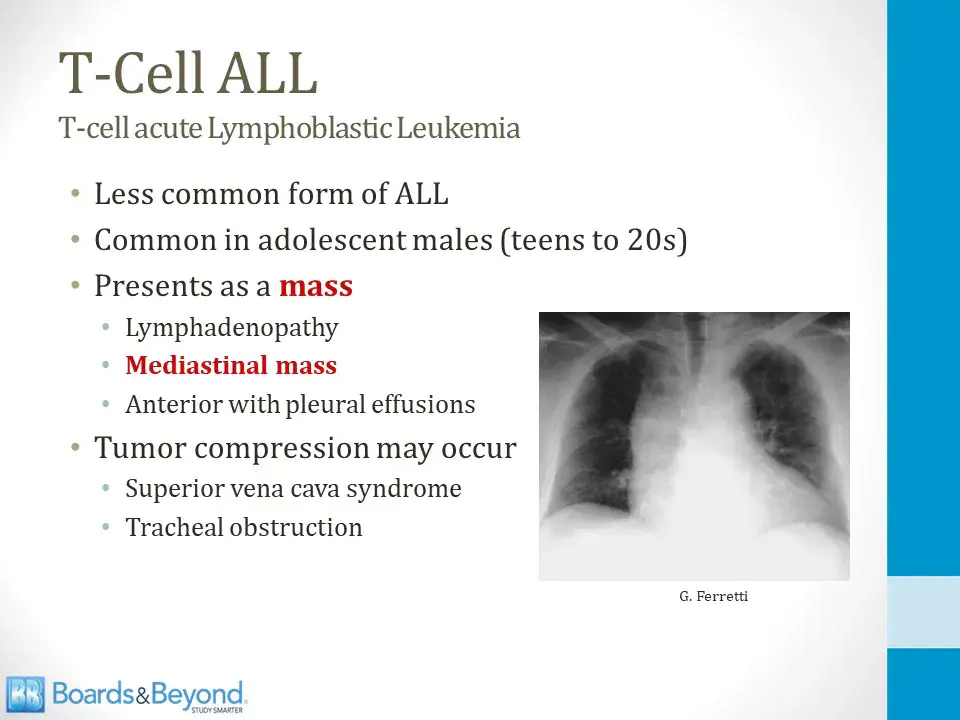 T-Cell ALL
T-cell acute Lymphoblastic Leukemia
• Less common form of ALL
• Common in adolescent males (teens to 20s)
• Presents as a mass
• Lymphadenopathy
• Mediastinal mass
• Anterior with pleural effusions
• Tumor compression may occur
• Superior vena cava syndrome
• Tracheal obstruction
G. Ferretti
BB Boards&Beyond.
STUDY SMARTER